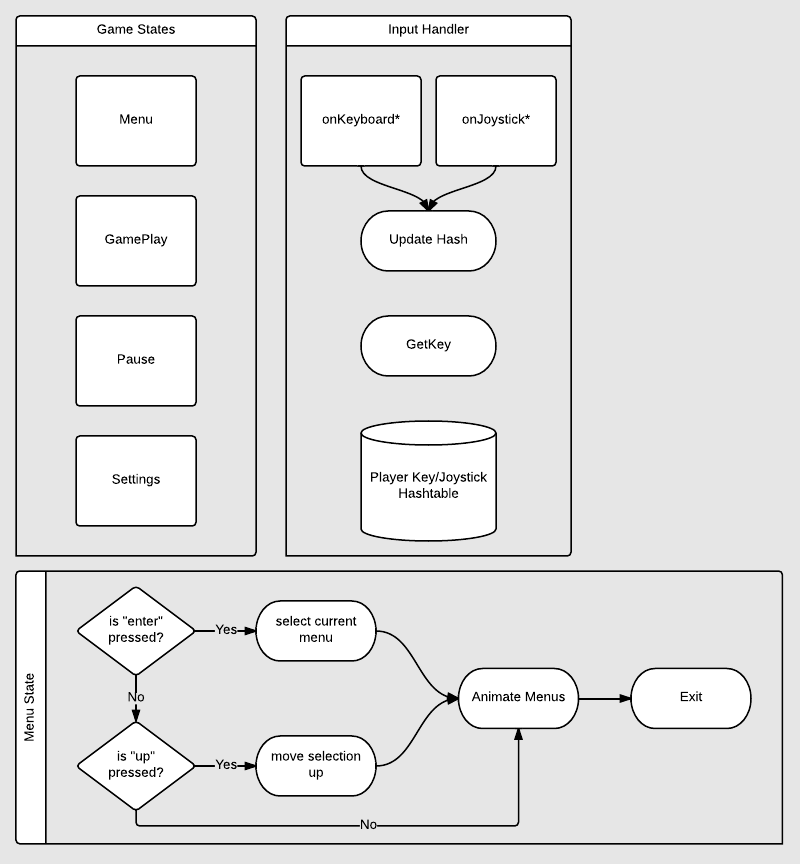 Game States
Menu
GamePlay
Pause
Settings
Input Handler
onKeyboard*
onJoystick*
Update Hash
GetKey
Player Key/Joystick
Hashtable
Menu State
is "enter"
pressed?
Yes
select current
menu
No
is "up"
pressed?
Yes
move selection
up
No
Animate Menus
Exit